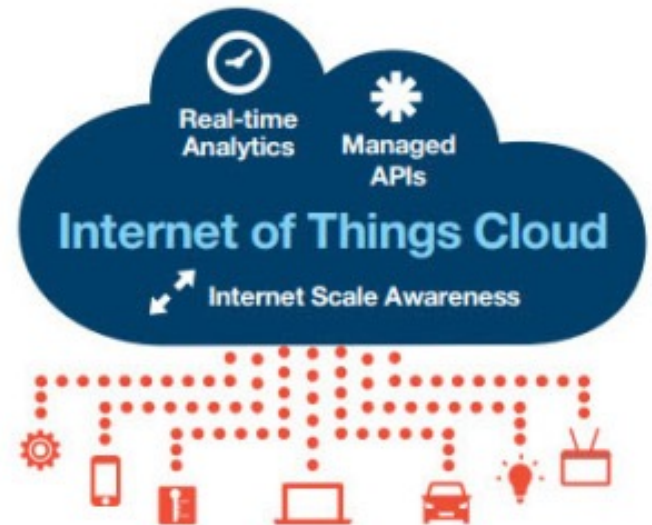 Real-time
Analytics
Managed
APIs
Internet of Things Cloud
Internet Scale Awareness